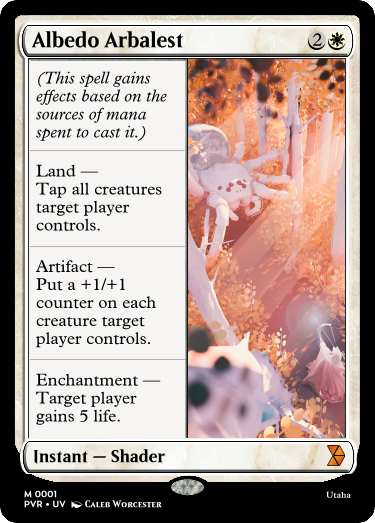 Albedo Arbalest 2
(This spell gains
effects based on the
sources of mana
spent to cast it.)
Land —
Tap all creatures
target player
controls.
Artifact —
Put a +1/+1
counter on each
creature target
player controls.
Enchantment —
Target player
gains 5 life.
Instant — Shader
M 0001
PVR • UV Caleb Worcester
Utaha